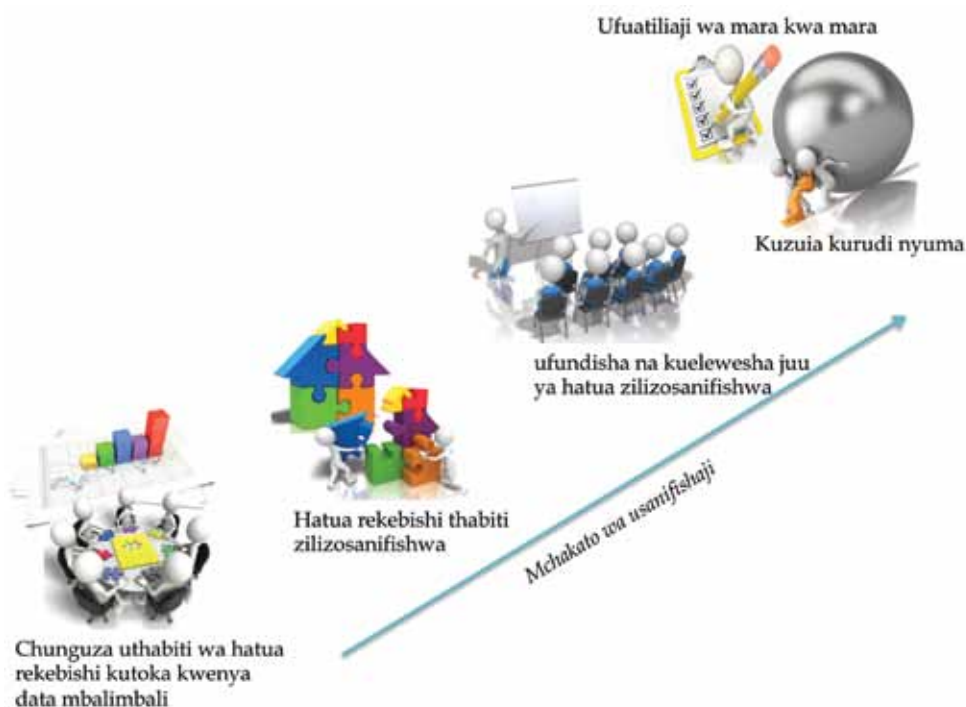 Ufuatiliaji wa mara kwa mara
Kuzuia kurudi nyuma
ufundisha na kuelewesha juu
ya hatua zilizosanifishwa
Hatua rekebishi thabiti
zilizosanifishwa
Mchakato wa usanifishaji
Chunguza uthabiti wa hatua
rekebishi kutoka kwenya
data mbalimbali